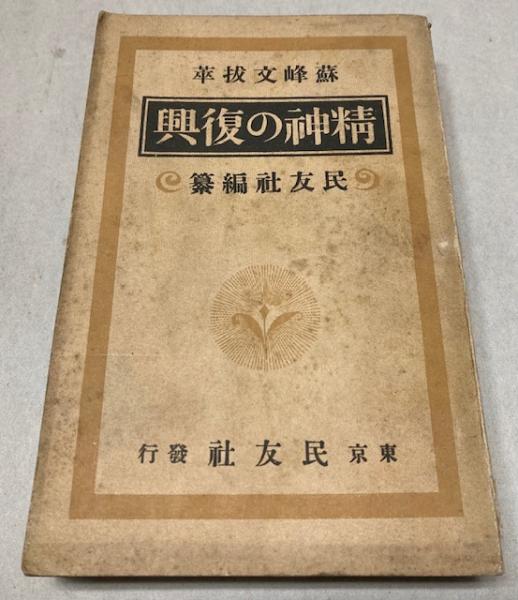 蘇峰文抜萃
精神の復興
民友社編纂
東京民友社發行